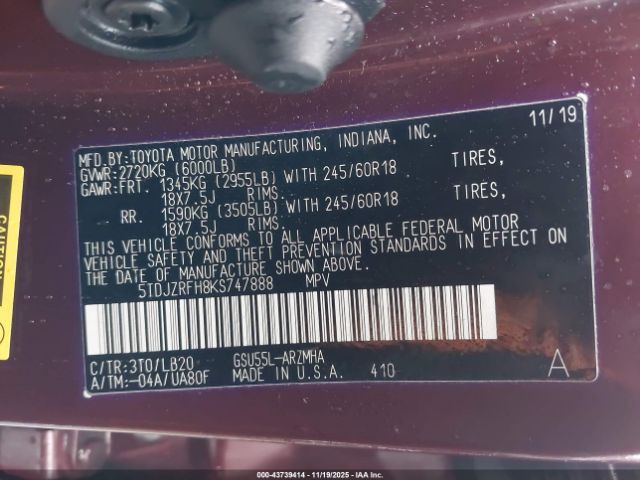 11/19
MFD.BY:TOYOTA MOTOR MANUFACTURING, INDIANA, INC.
GVWR:2720KG (6000LB)
GAWR:FRT. 1345KG (2955LB) WITH 245/60R18 TIRES,
18X7.5J RIMS.
RR. 1590KG (3505LB) WITH 245/60R18 TIRES,
18X7.5J RIMS.
THIS VEHICLE CONFORMS TO ALL APPLICABLE FEDERAL MOTOR
VEHICLE SAFETY AND THEFT PREVENTION STANDARDS IN EFFECT ON
THE DATE OF MANUFACTURE SHOWN ABOVE.
5TDJZRFH8KS747888 MPV
C/TR:3T0/LB20 GSU55L-ARZMHA
A/TM:-04A/UA80F MADE IN U.S.A. 410 A
CAUTION
000-43739414 - 11/19/2025 - IAA Inc.